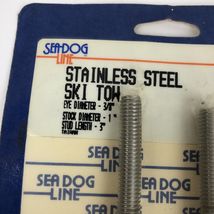 SEA-DOG
LINE
STAINLESS STEEL
SKI TOW
EYE DIAMETER - 3/8"
STOCK DIAMETER - 1"
STUD LENGTH - 3"
SEA DOG
LINE
SEA DOG
LINE